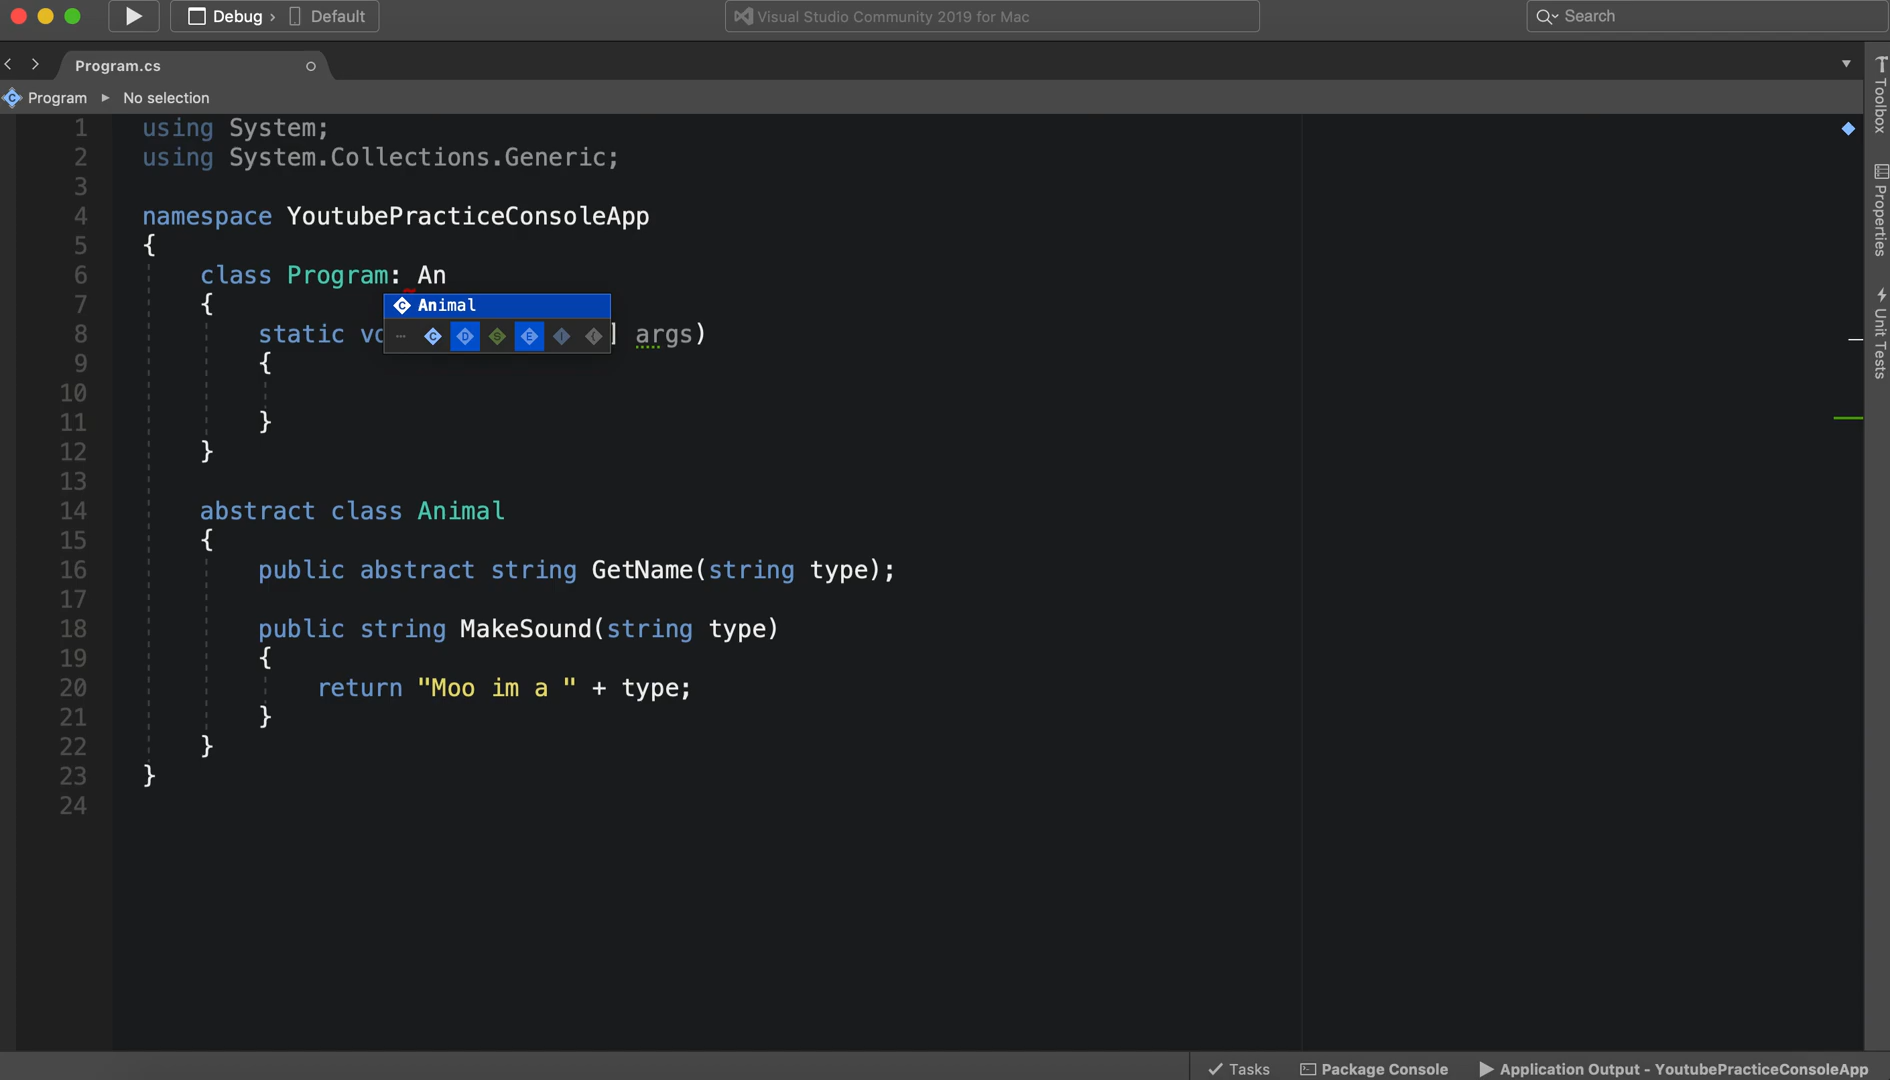 Debug › Default
Visual Studio Community 2019 for Mac
Search
Program.cs
Program ▸ No selection
1 using System;
2 using System.Collections.Generic;
3
4 namespace YoutubePracticeConsoleApp
5 {
6 class Program: An
Animal
7 {
8 static vo ] args)
9 {
10
11 }
12 }
13
14 abstract class Animal
15 {
16 public abstract string GetName(string type);
17
18 public string MakeSound(string type)
19 {
20 return "Moo im a " + type;
21 }
22 }
23 }
24
Toolbox
Properties
Unit Tests
Tasks
Package Console
Application Output - YoutubePracticeConsoleApp